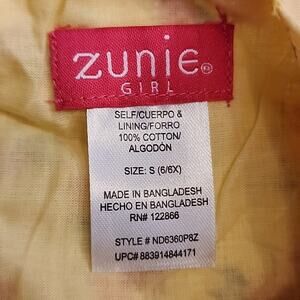 zunie®
GIRL
SELF/CUERPO &
LINING/FORRO
100% COTTON/
ALGODÓN
SIZE: S (6/6X)
MADE IN BANGLADESH
HECHO EN BANGLADESH
RN# 122866
STYLE # ND6360P8Z
UPC# 883914844171